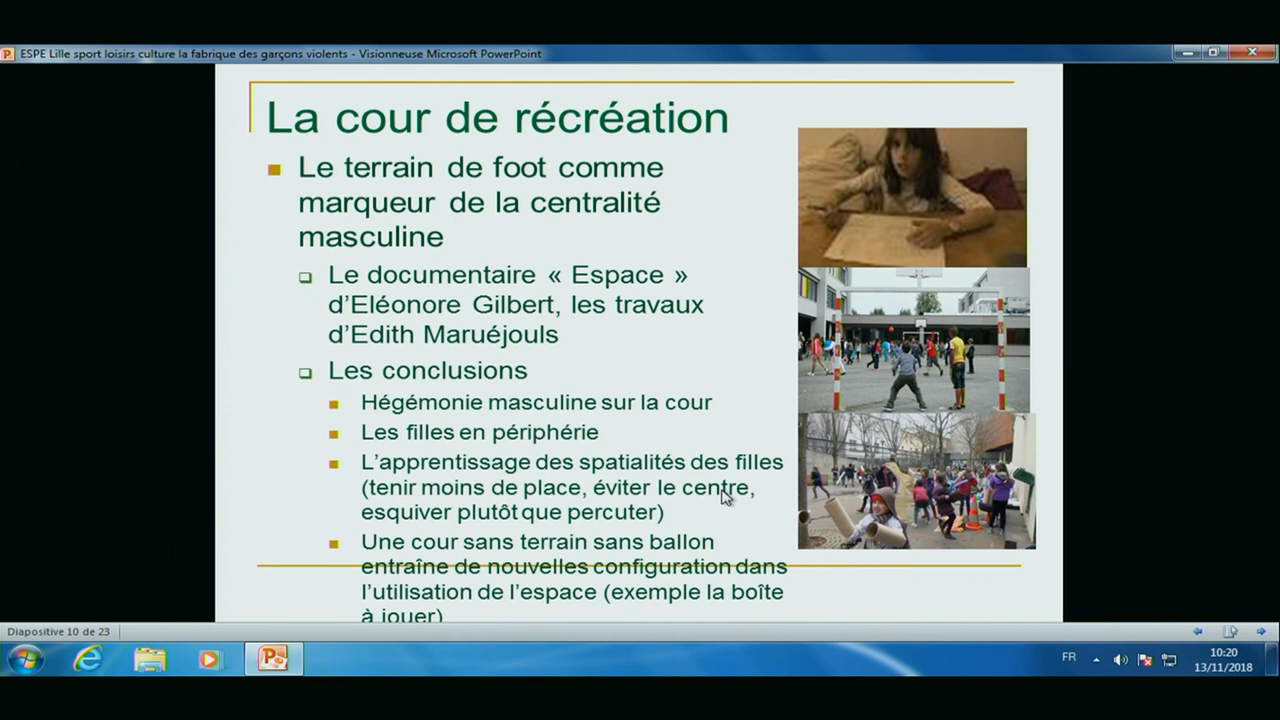 ESPE Lille sport loisirs culture la fabrique des garçons violents - Visionneuse Microsoft PowerPoint
La cour de récréation
Le terrain de foot comme
marqueur de la centralité
masculine
Le documentaire « Espace »
d'Eléonore Gilbert, les travaux
d'Edith Maruéjouls
Les conclusions
Hégémonie masculine sur la cour
Les filles en périphérie
L'apprentissage des spatialités des filles
(tenir moins de place, éviter le centre,
esquiver plutôt que percuter)
Une cour sans terrain sans ballon
entraîne de nouvelles configuration dans
l'utilisation de l'espace (exemple la boîte
à jouer)
Diapositive 10 de 23
FR
10:20
13/11/2018